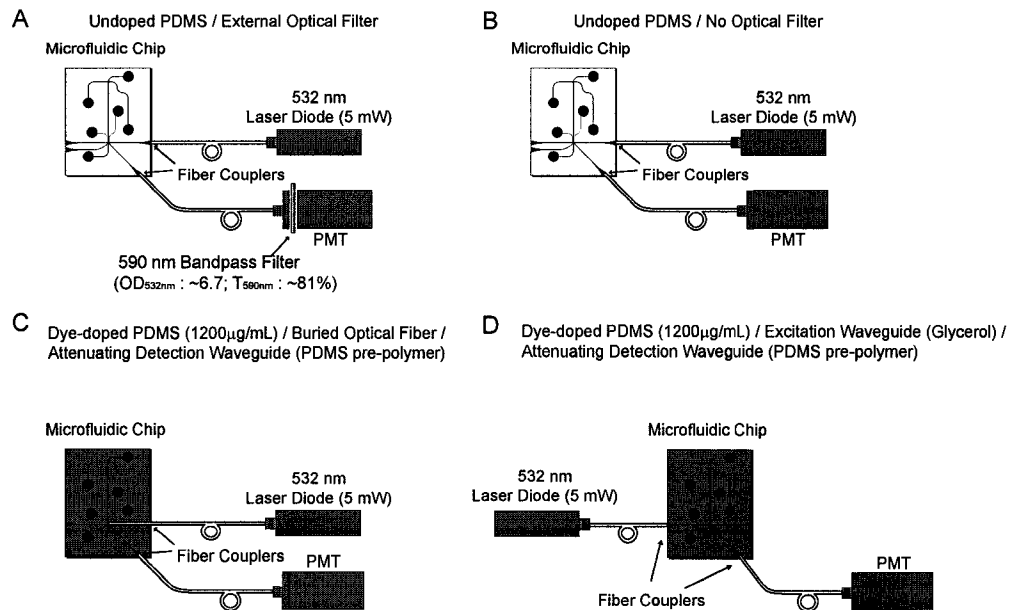 A
Undoped PDMS / External Optical Filter
Microfluidic Chip
532 nm
Laser Diode (5 mW)
Fiber Couplers
PMT
590 nm Bandpass Filter
(OD532nm : ~6.7; T590nm : ~81%)
B
Undoped PDMS / No Optical Filter
Microfluidic Chip
532 nm
Laser Diode (5 mW)
Fiber Couplers
PMT
C
Dye-doped PDMS (1200µg/mL) / Buried Optical Fiber /
Attenuating Detection Waveguide (PDMS pre-polymer)
Microfluidic Chip
532 nm
Laser Diode (5 mW)
Fiber Couplers
PMT
D
Dye-doped PDMS (1200µg/mL) / Excitation Waveguide (Glycerol) /
Attenuating Detection Waveguide (PDMS pre-polymer)
Microfluidic Chip
532 nm
Laser Diode (5 mW)
Fiber Couplers
PMT